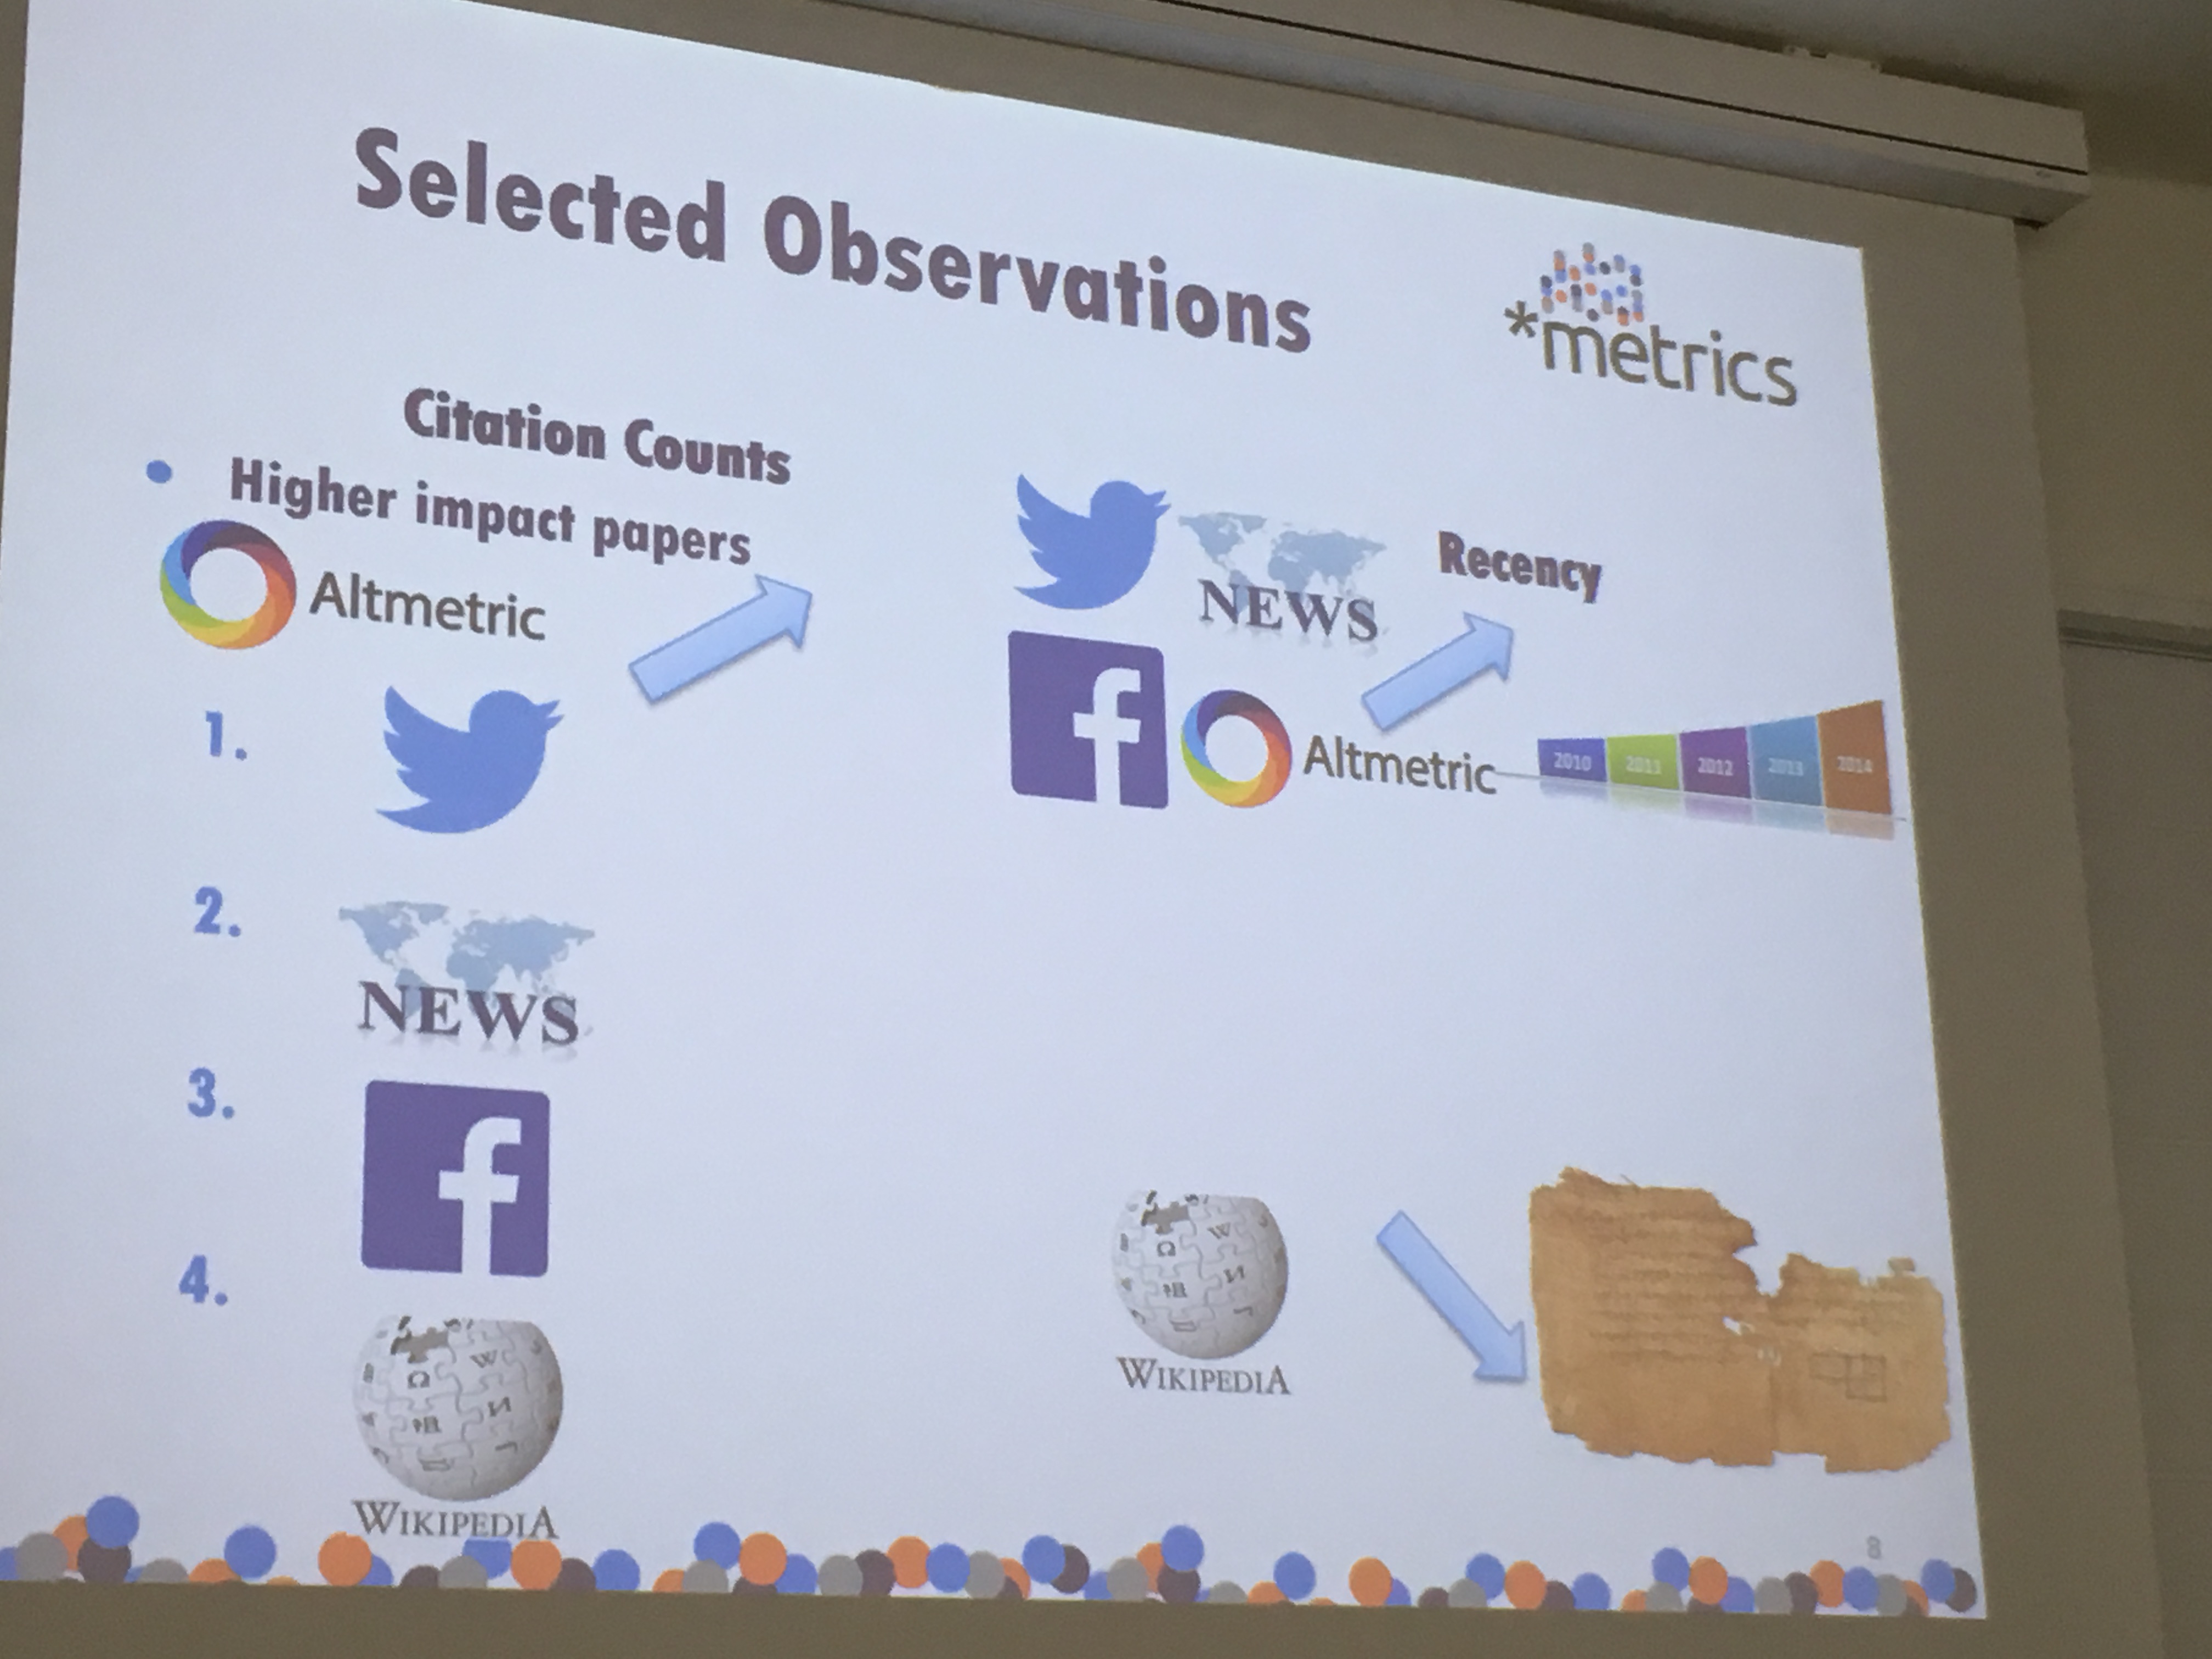 Selected Observations
*metrics
Citation Counts
• Higher impact papers
Altmetric
1.
2.
NEWS
3.
f
4.
WIKIPEDIA
NEWS
Recency
f
Altmetric
2010 2011 2012 2013 2014
WIKIPEDIA
8